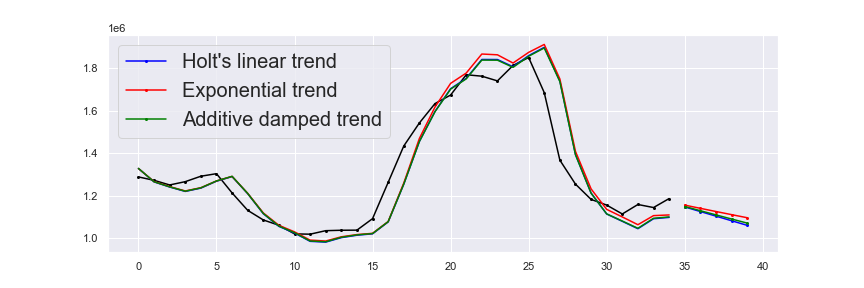 1e6
1.8
1.6
1.4
1.2
1.0
Holt's linear trend
Exponential trend
Additive damped trend
0 5 10 15 20 25 30 35 40